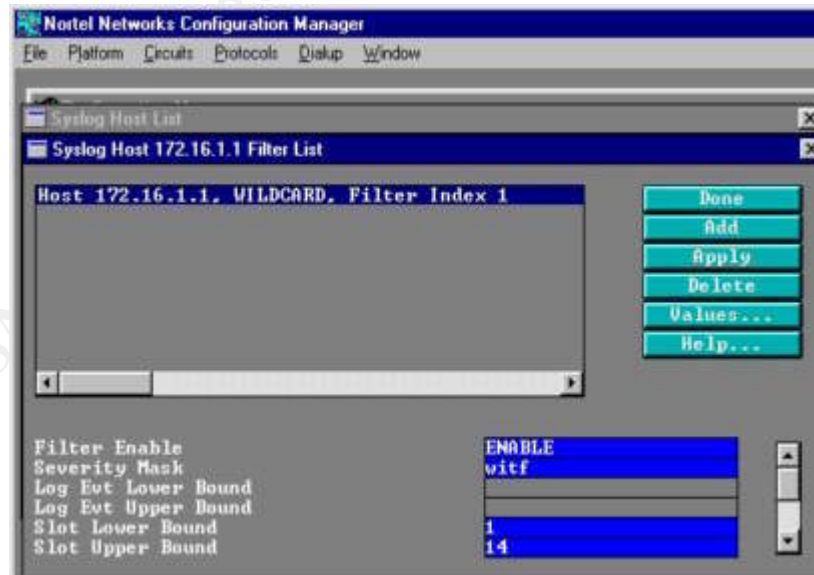 Nortel Networks Configuration Manager
File Platform Circuits Protocols Dialup Window
Syslog Host List
Syslog Host 172.16.1.1 Filter List
Host 172.16.1.1, WILDCARD, Filter Index 1
Done
Add
Apply
Delete
Values...
Help...
Filter Enable ENABLE
Severity Mask witf
Log Evt Lower Bound
Log Evt Upper Bound
Slot Lower Bound 1
Slot Upper Bound 14